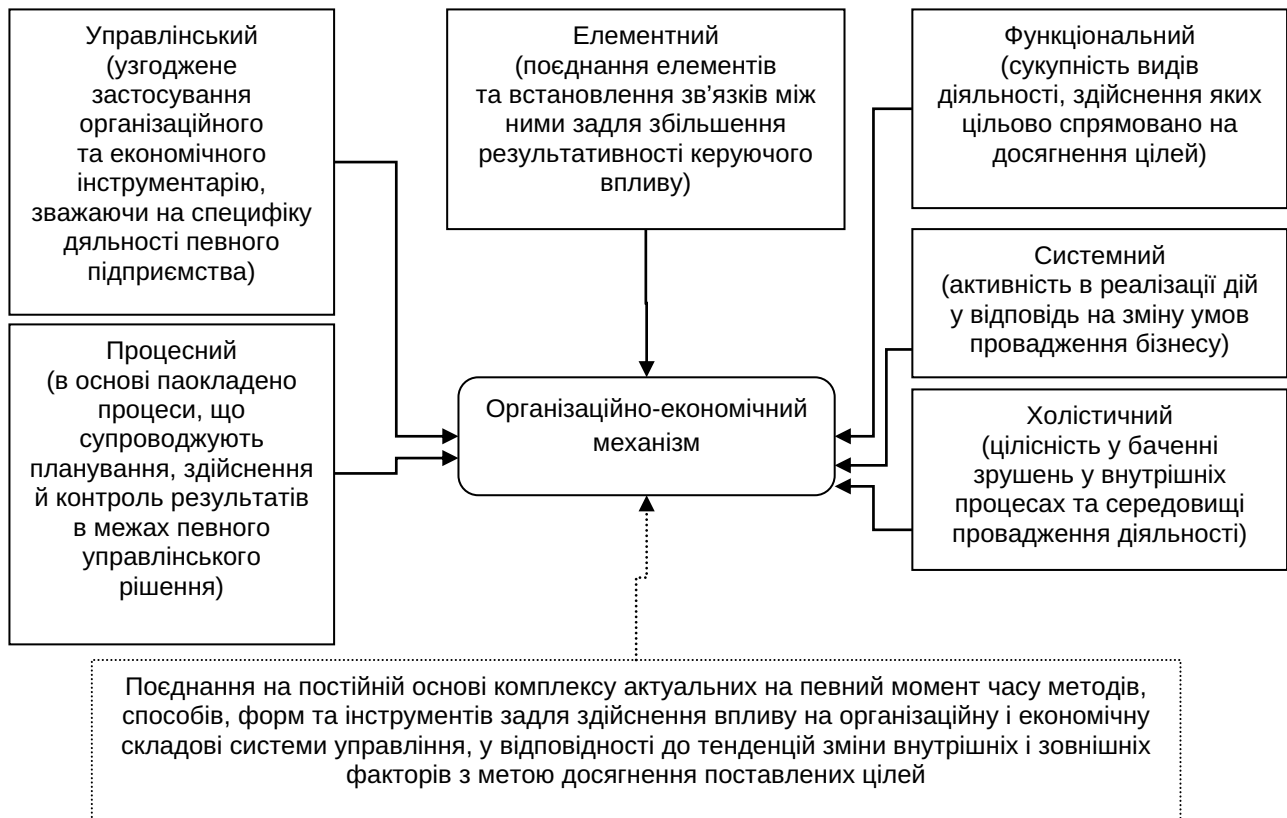 Управлінський
(узгоджене
застосування
організаційного
та економічного
інструментарію,
зважаючи на специфіку
дяльності певного
підприємства)
Процесний
(в основі паокладено
процеси, що
супроводжують
планування, здійснення
й контроль результатів
в межах певного
управлінського
рішення)
Елементний
(поєднання елементів
та встановлення зв’язків між
ними задля збільшення
результативності керуючого
впливу)
Організаційно-економічний
механізм
Функціональний
(сукупність видів
діяльності, здійснення яких
цільово спрямовано на
досягнення цілей)
Системний
(активність в реалізації дій
у відповідь на зміну умов
провадження бізнесу)
Холістичний
(цілісність у баченні
зрушень у внутрішніх
процесах та середовищі
провадження діяльності)
Поєднання на постійній основі комплексу актуальних на певний момент часу методів,
способів, форм та інструментів задля здійснення впливу на організаційну і економічну
складові системи управління, у відповідності до тенденцій зміни внутрішніх і зовнішніх
факторів з метою досягнення поставлених цілей